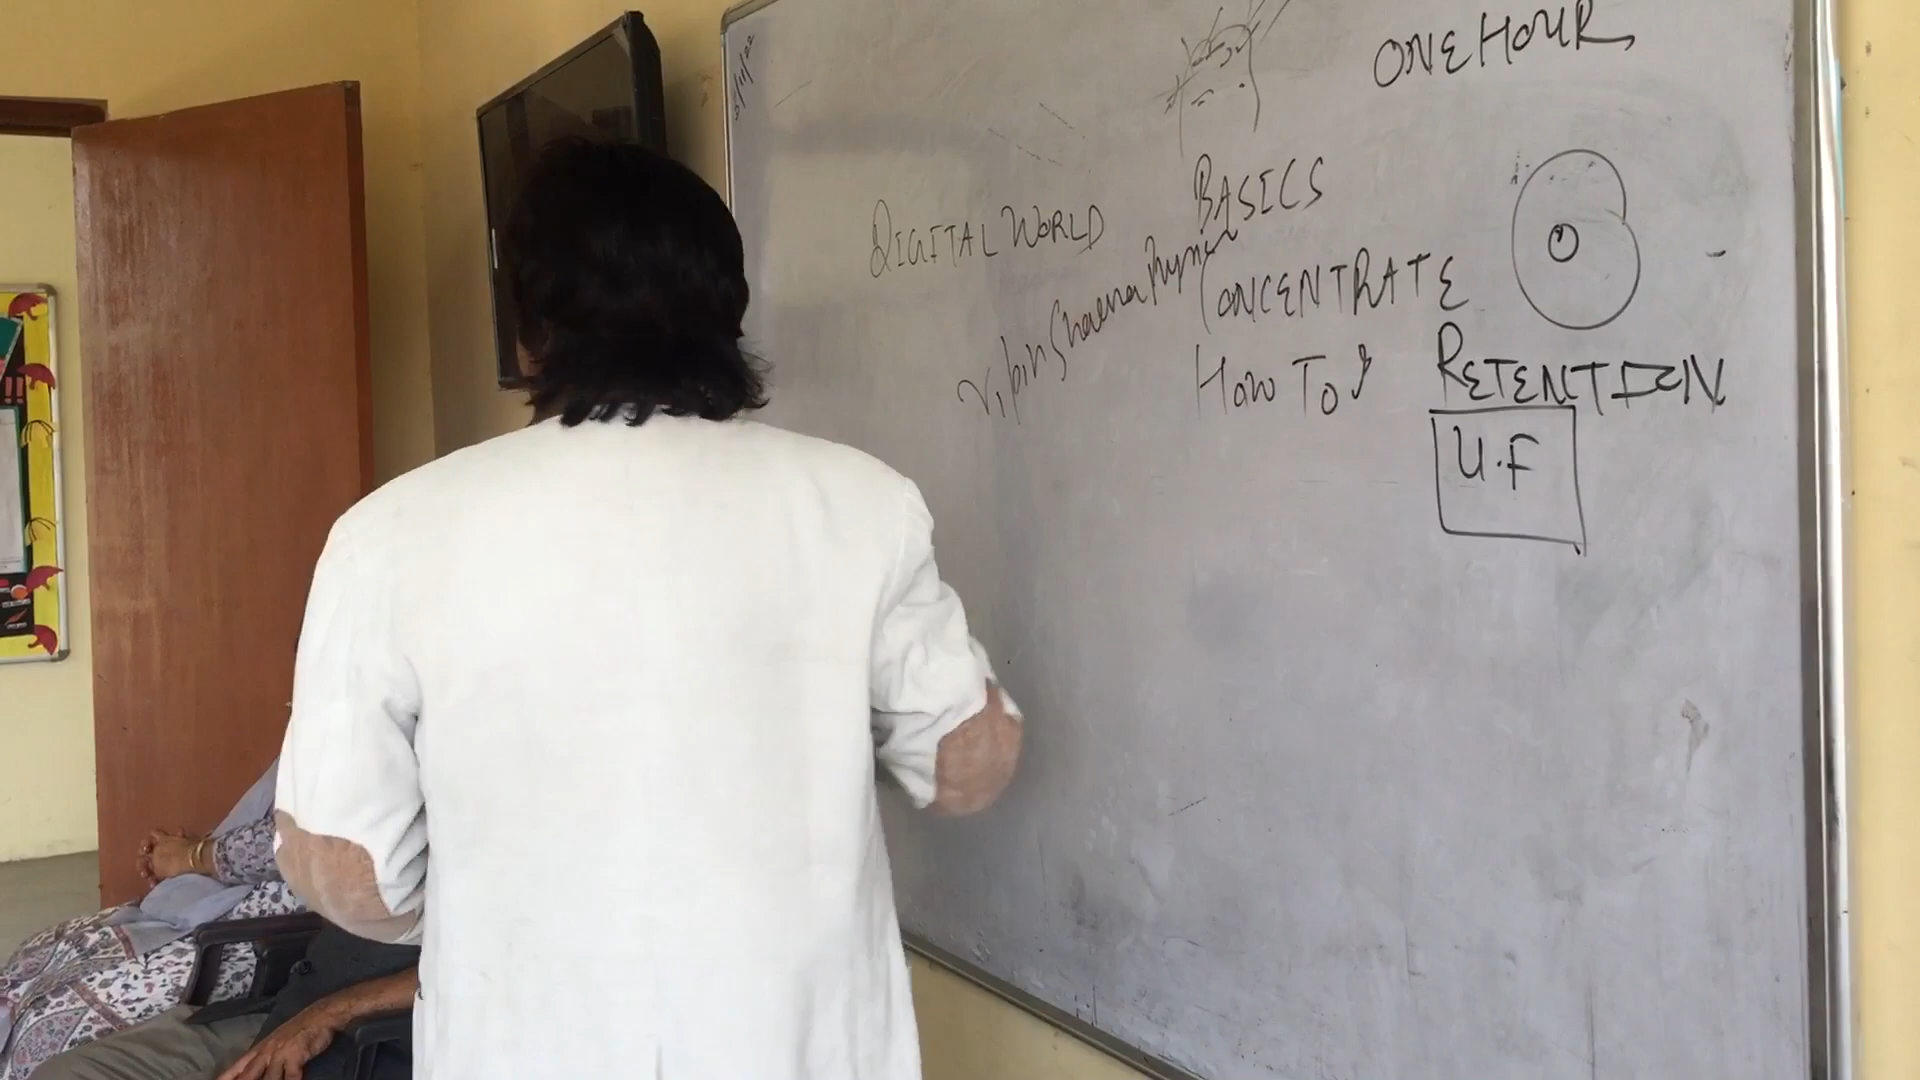 ONE HOUR
BASICS
DIGITAL WORLD
CONCENTRATE
HOW TO
RETENTION
U.F